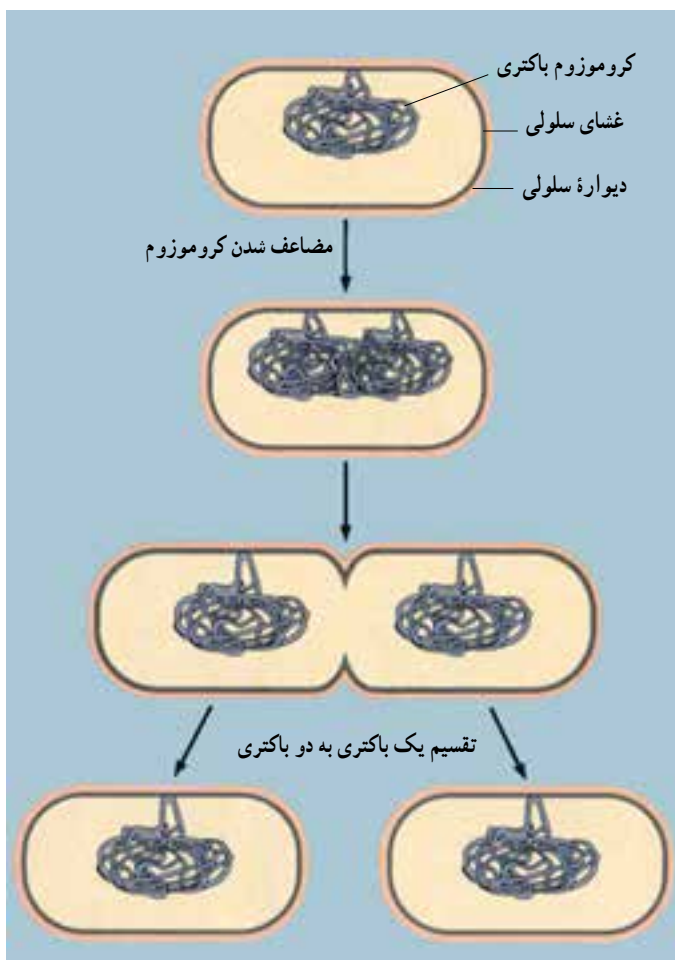 کروموزوم باکتری
غشای سلولی
دیوارهٔ سلولی
مضاعف شدن کروموزوم
تقسیم یک باکتری به دو باکتری